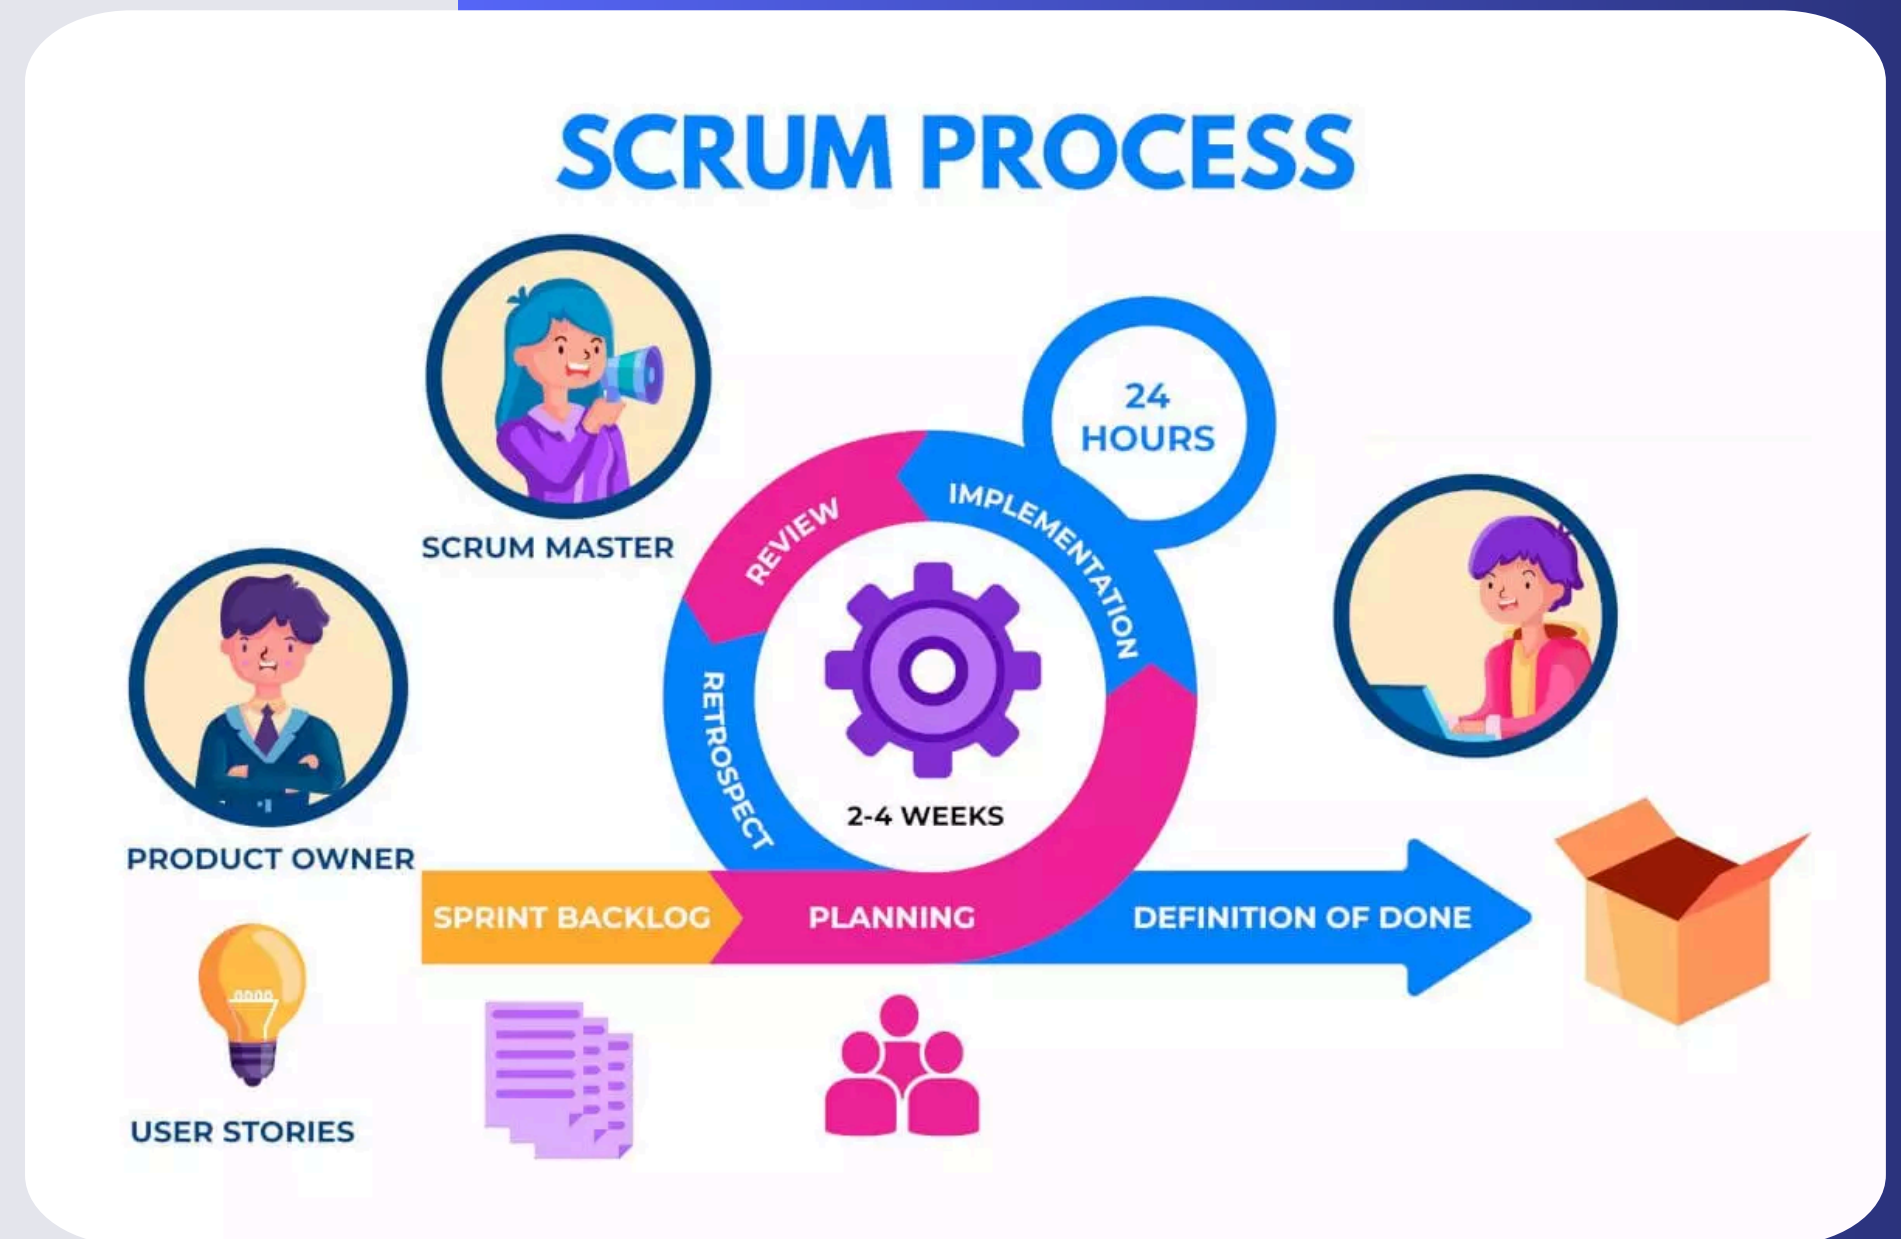 SCRUM PROCESS
SCRUM MASTER
24
HOURS
REVIEW
IMPLEMENTATION
RETROSPECT
2-4 WEEKS
PRODUCT OWNER
SPRINT BACKLOG
PLANNING
DEFINITION OF DONE
USER STORIES